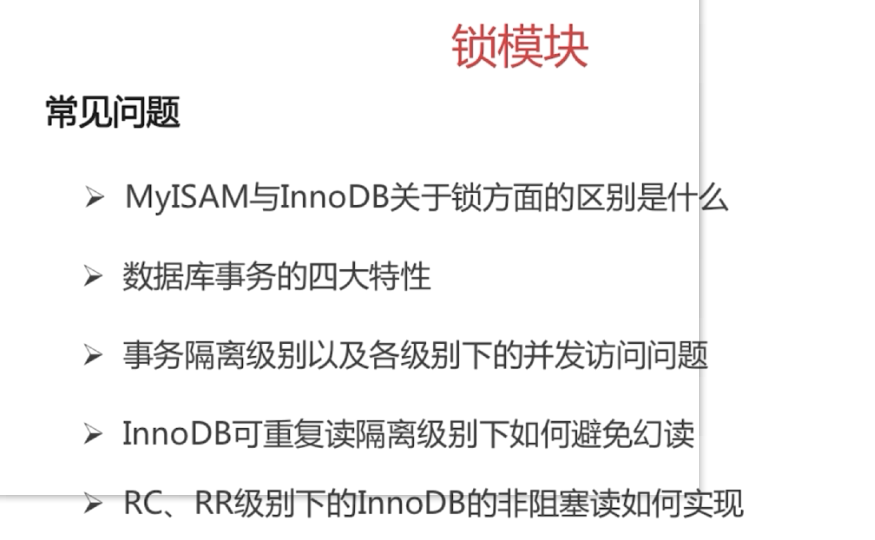 锁模块
常见问题
➢ MyISAM与InnoDB关于锁方面的区别是什么
➢ 数据库事务的四大特性
➢ 事务隔离级别以及各级别下的并发访问问题
➢ InnoDB可重复读隔离级别下如何避免幻读
➢ RC、RR级别下的InnoDB的非阻塞读如何实现